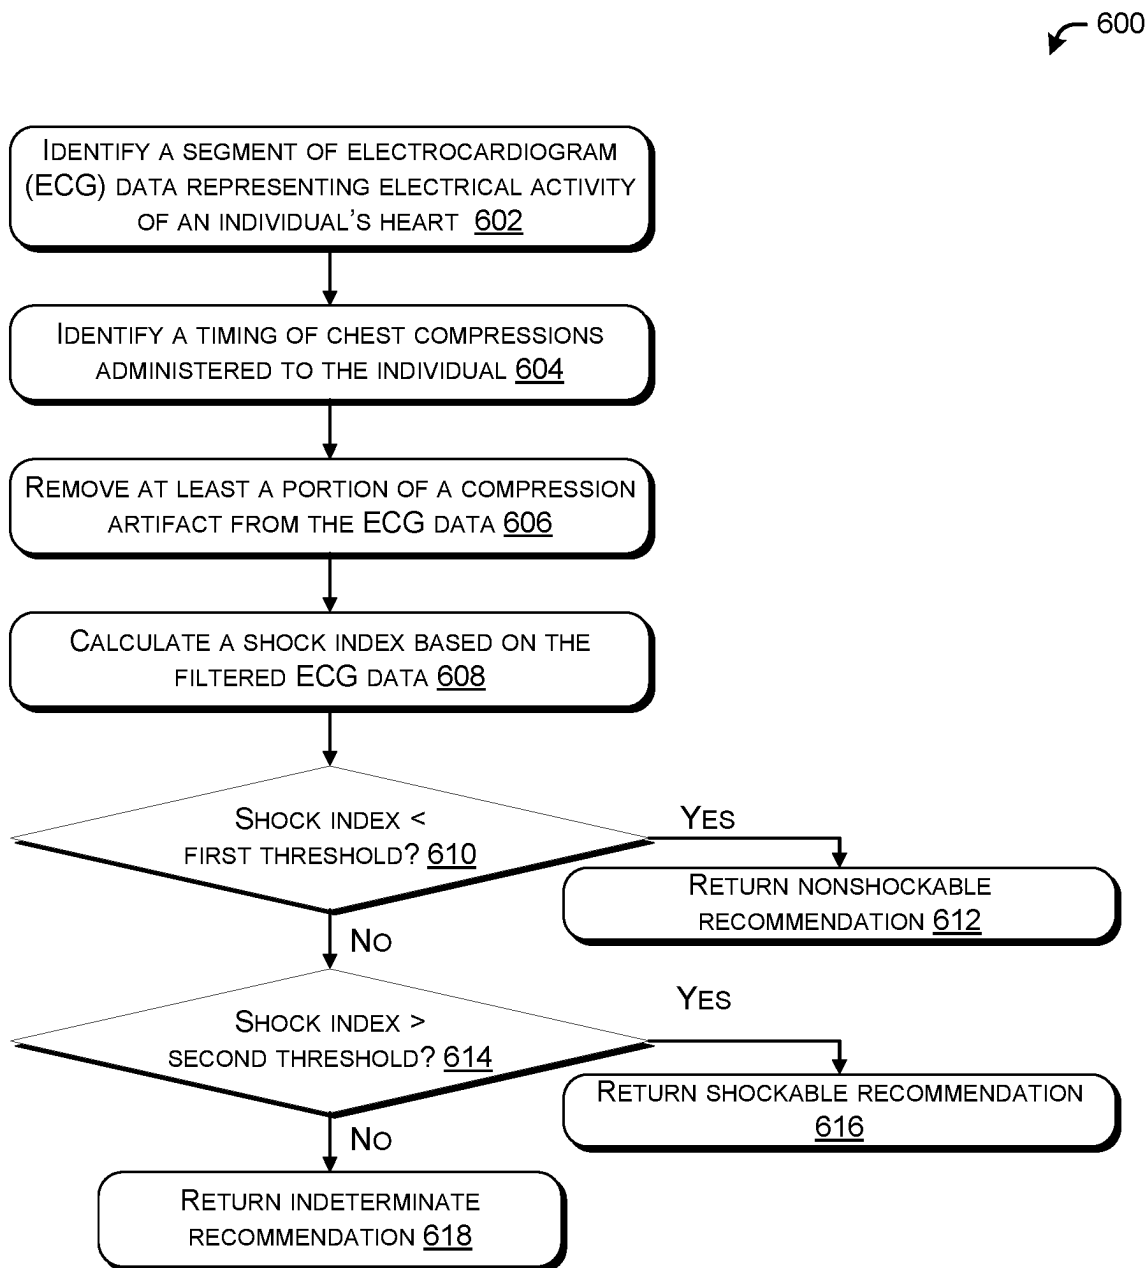 600
IDENTIFY A SEGMENT OF ELECTROCARDIOGRAM
(ECG) DATA REPRESENTING ELECTRICAL ACTIVITY
OF AN INDIVIDUAL'S HEART 602
IDENTIFY A TIMING OF CHEST COMPRESSIONS
ADMINISTERED TO THE INDIVIDUAL 604
REMOVE AT LEAST A PORTION OF A COMPRESSION
ARTIFACT FROM THE ECG DATA 606
CALCULATE A SHOCK INDEX BASED ON THE
FILTERED ECG DATA 608
SHOCK INDEX <
FIRST THRESHOLD? 610
YES
RETURN NONSHOCKABLE
RECOMMENDATION 612
NO
SHOCK INDEX >
SECOND THRESHOLD? 614
YES
RETURN SHOCKABLE RECOMMENDATION
616
NO
RETURN INDETERMINATE
RECOMMENDATION 618